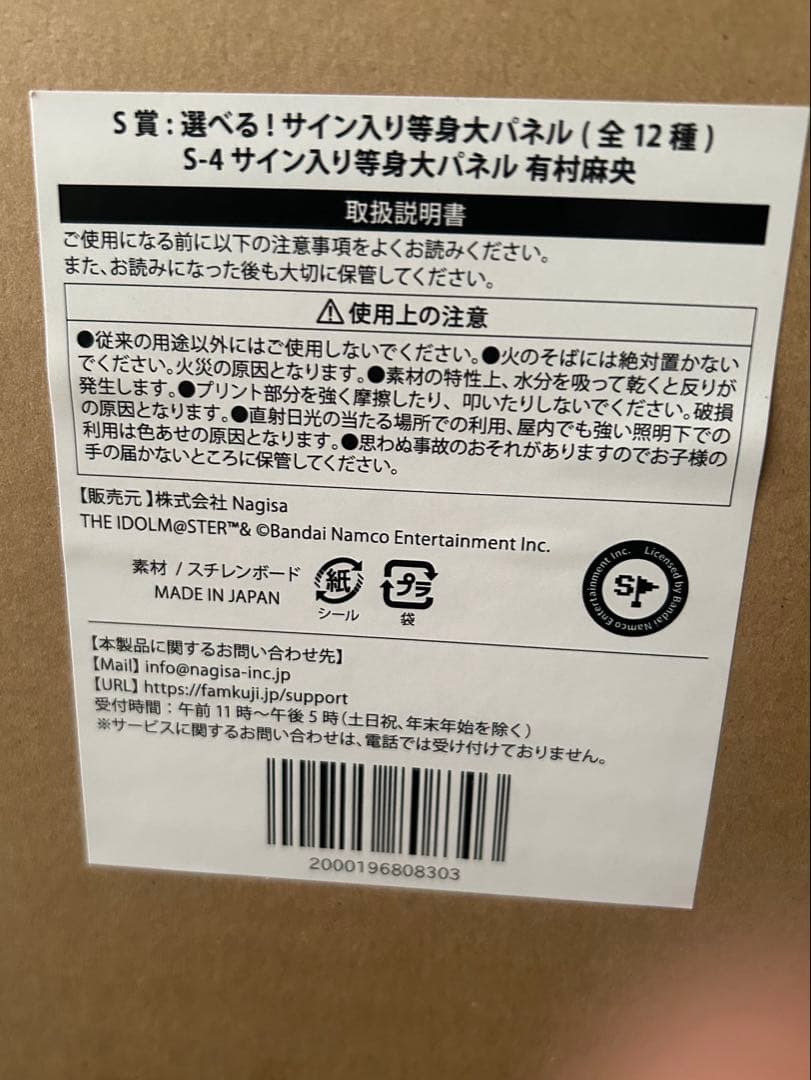 S賞:選べる!サイン入り等身大パネル(全12種)
S-4 サイン入り等身大パネル 有村麻央
取扱説明書
ご使用になる前に以下の注意事項をよくお読みください。
また、お読みになった後も大切に保管してください。
⚠使用上の注意
●従来の用途以外にはご使用しないでください。●火のそばには絶対置かない
でください。火災の原因となります。●素材の特性上、水分を吸って乾くと反りが
発生します。●プリント部分を強く摩擦したり、叩いたりしないでください。破損
の原因となります。●直射日光の当たる場所での利用、屋内でも強い照明下での
利用は色あせの原因となります。●思わぬ事故のおそれがありますのでお子様の
手の届かないところに保管してください。
【販売元】株式会社 Nagisa
THE IDOLM@STER™& ©Bandai Namco Entertainment Inc.
素材 / スチレンボード
MADE IN JAPAN
紙
シール
プラ
袋
Licensed by Bandai Namco Entertainment Inc.
【本製品に関するお問い合わせ先】
【Mail】info@nagisa-inc.jp
【URL】https://famkuji.jp/support
受付時間:午前11時〜午後5時(土日祝、年末年始を除く)
※サービスに関するお問い合わせは、電話では受け付けておりません。
2000196808303